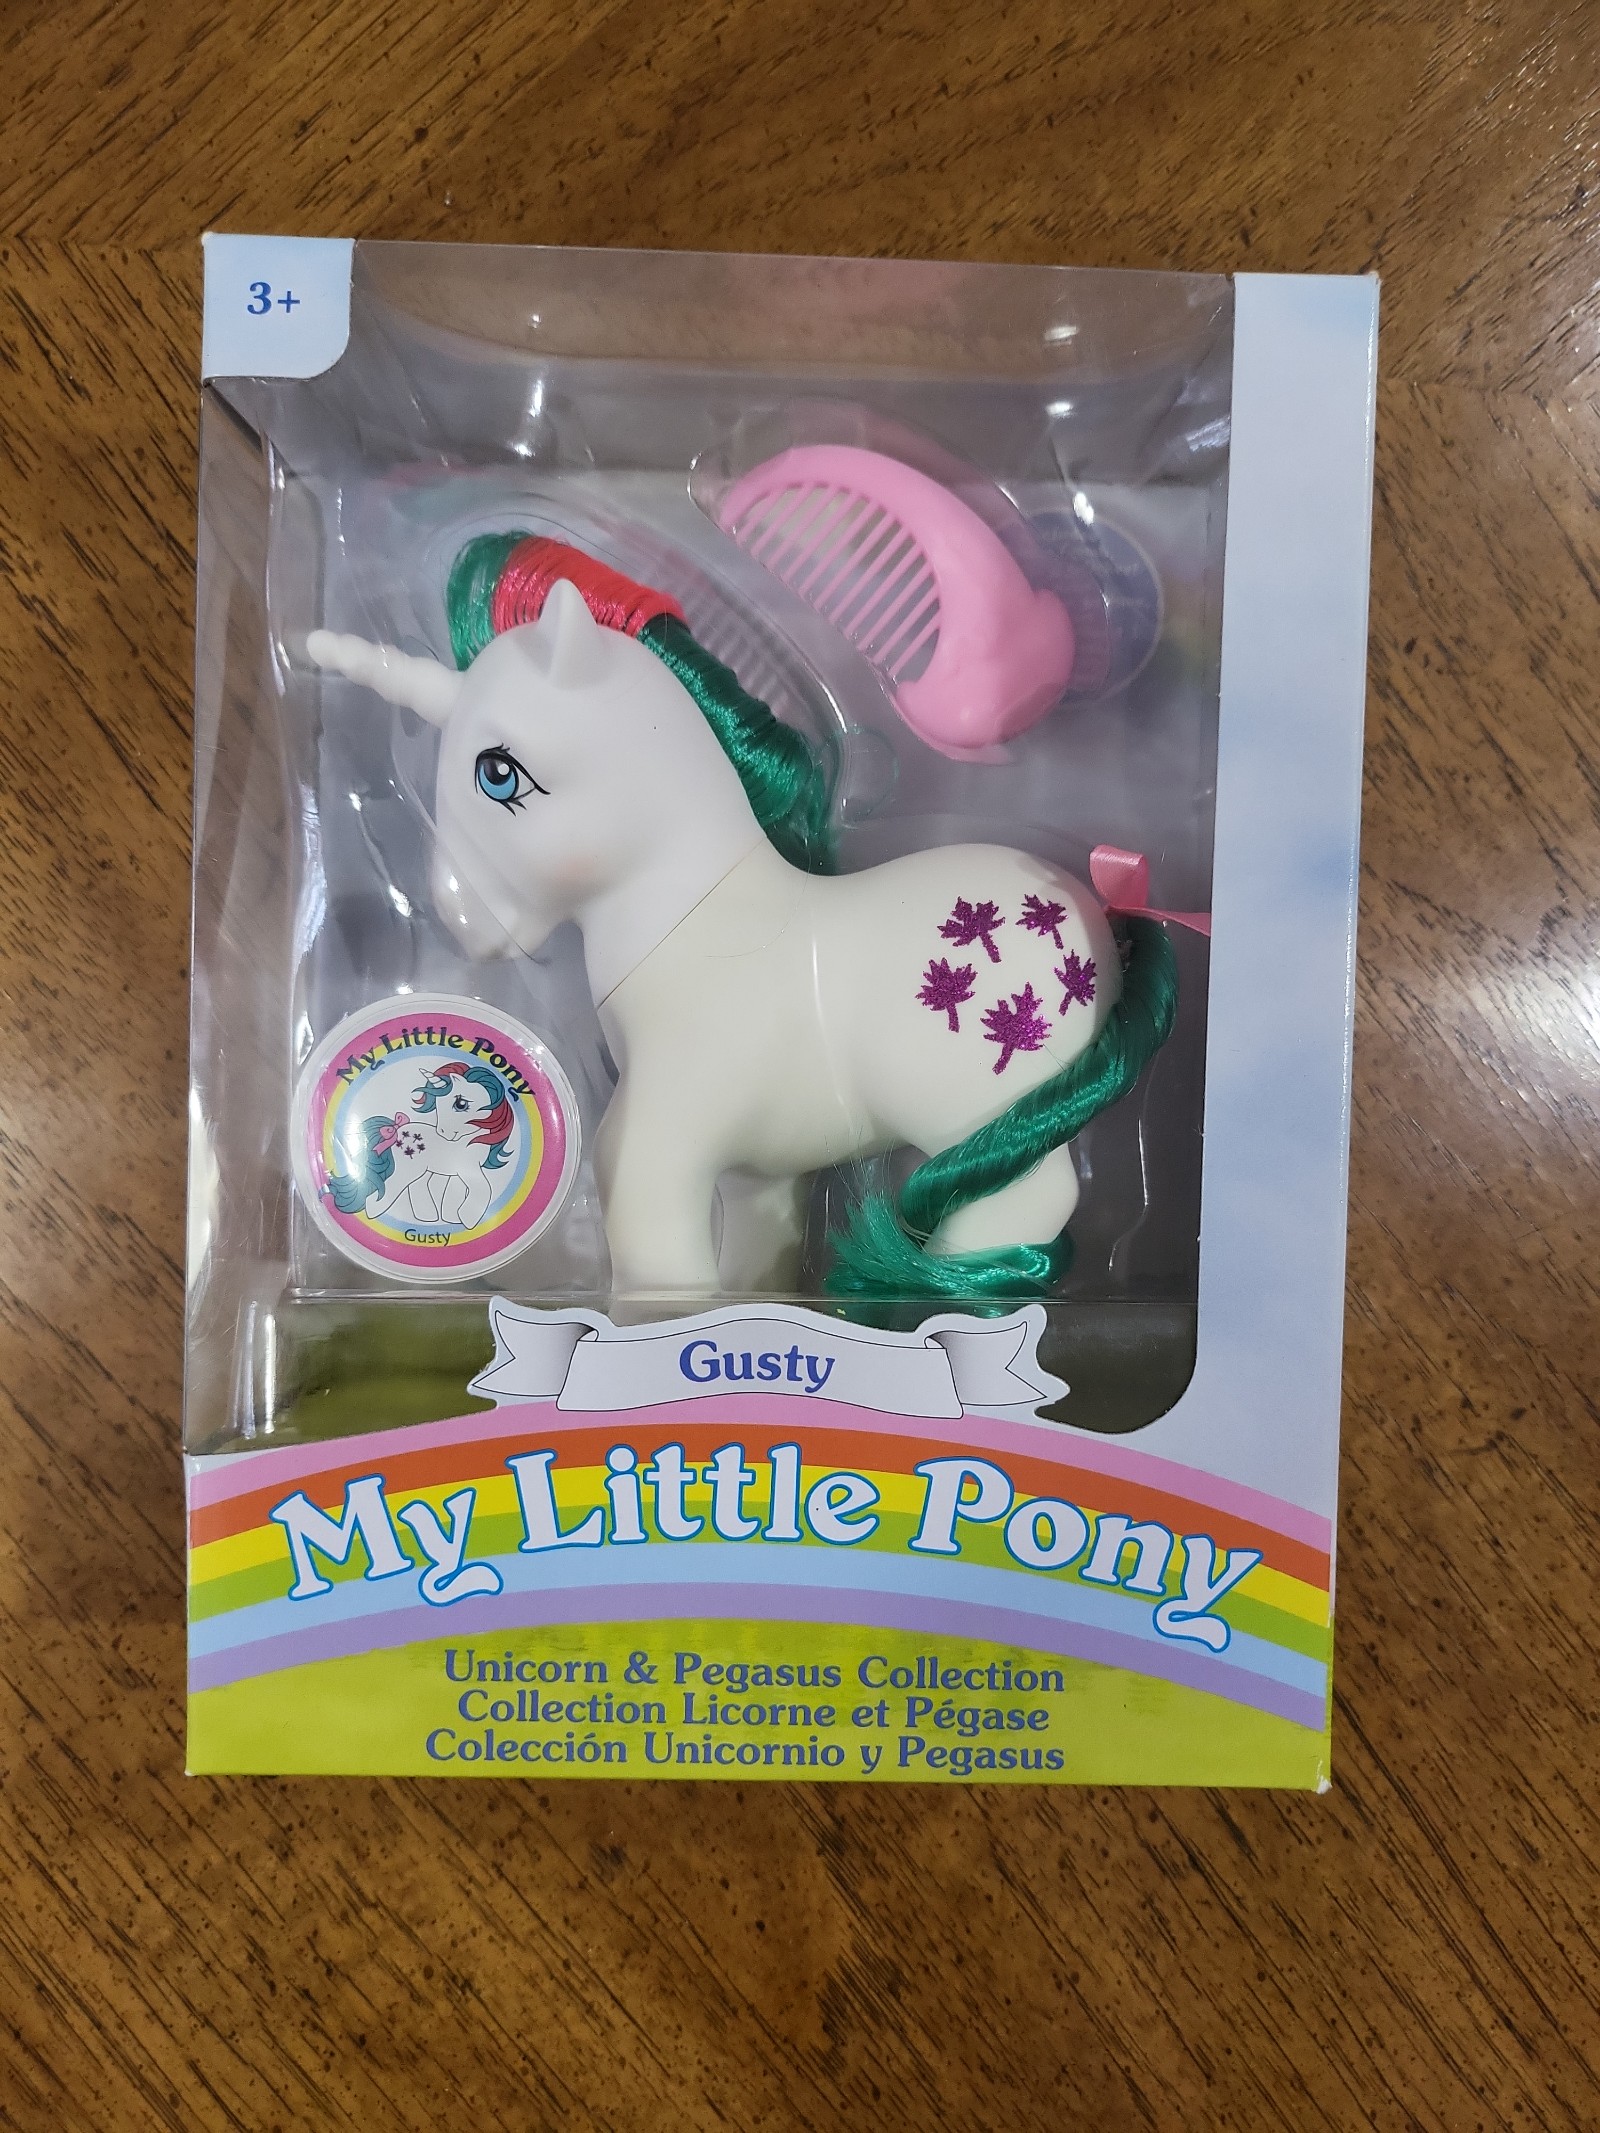 3+
My Little Pony
Gusty
Gusty
My Little Pony
Unicorn & Pegasus Collection
Collection Licorne et Pégase
Colección Unicornio y Pegasus